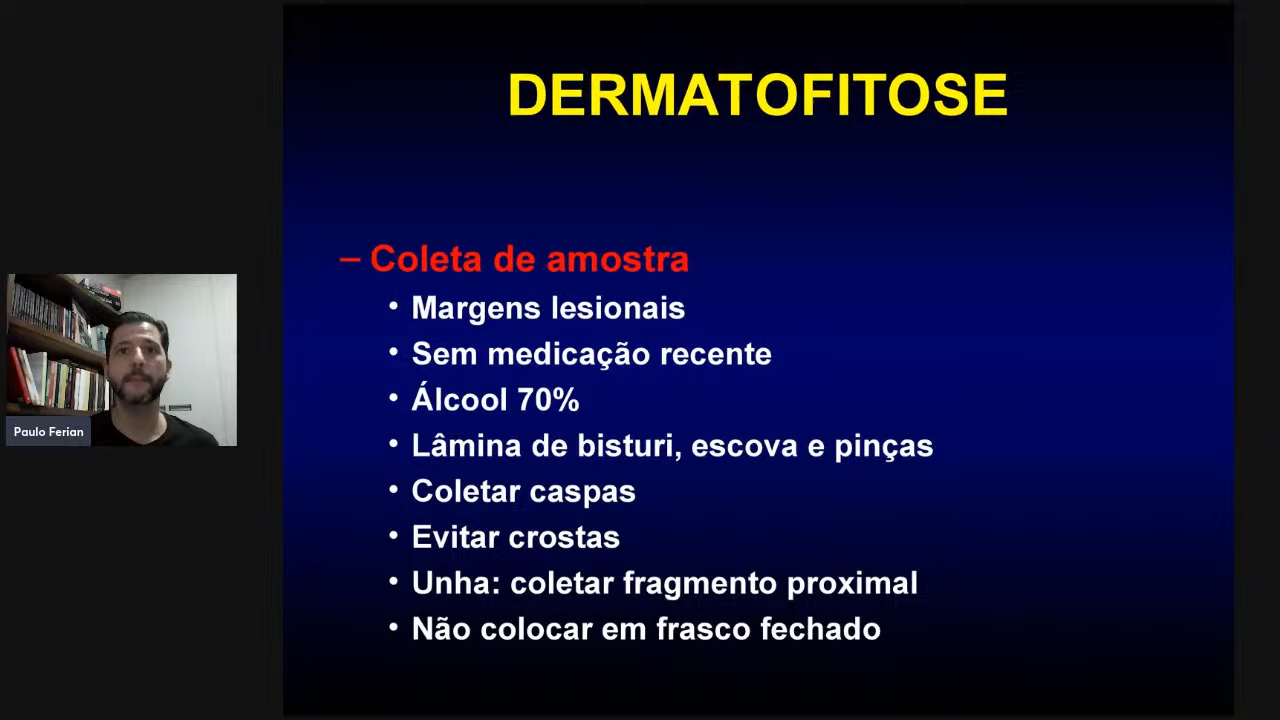 DERMATOFITOSE
– Coleta de amostra
• Margens lesionais
• Sem medicação recente
• Álcool 70%
• Lâmina de bisturi, escova e pinças
• Coletar caspas
• Evitar crostas
• Unha: coletar fragmento proximal
• Não colocar em frasco fechado
Paulo Ferian